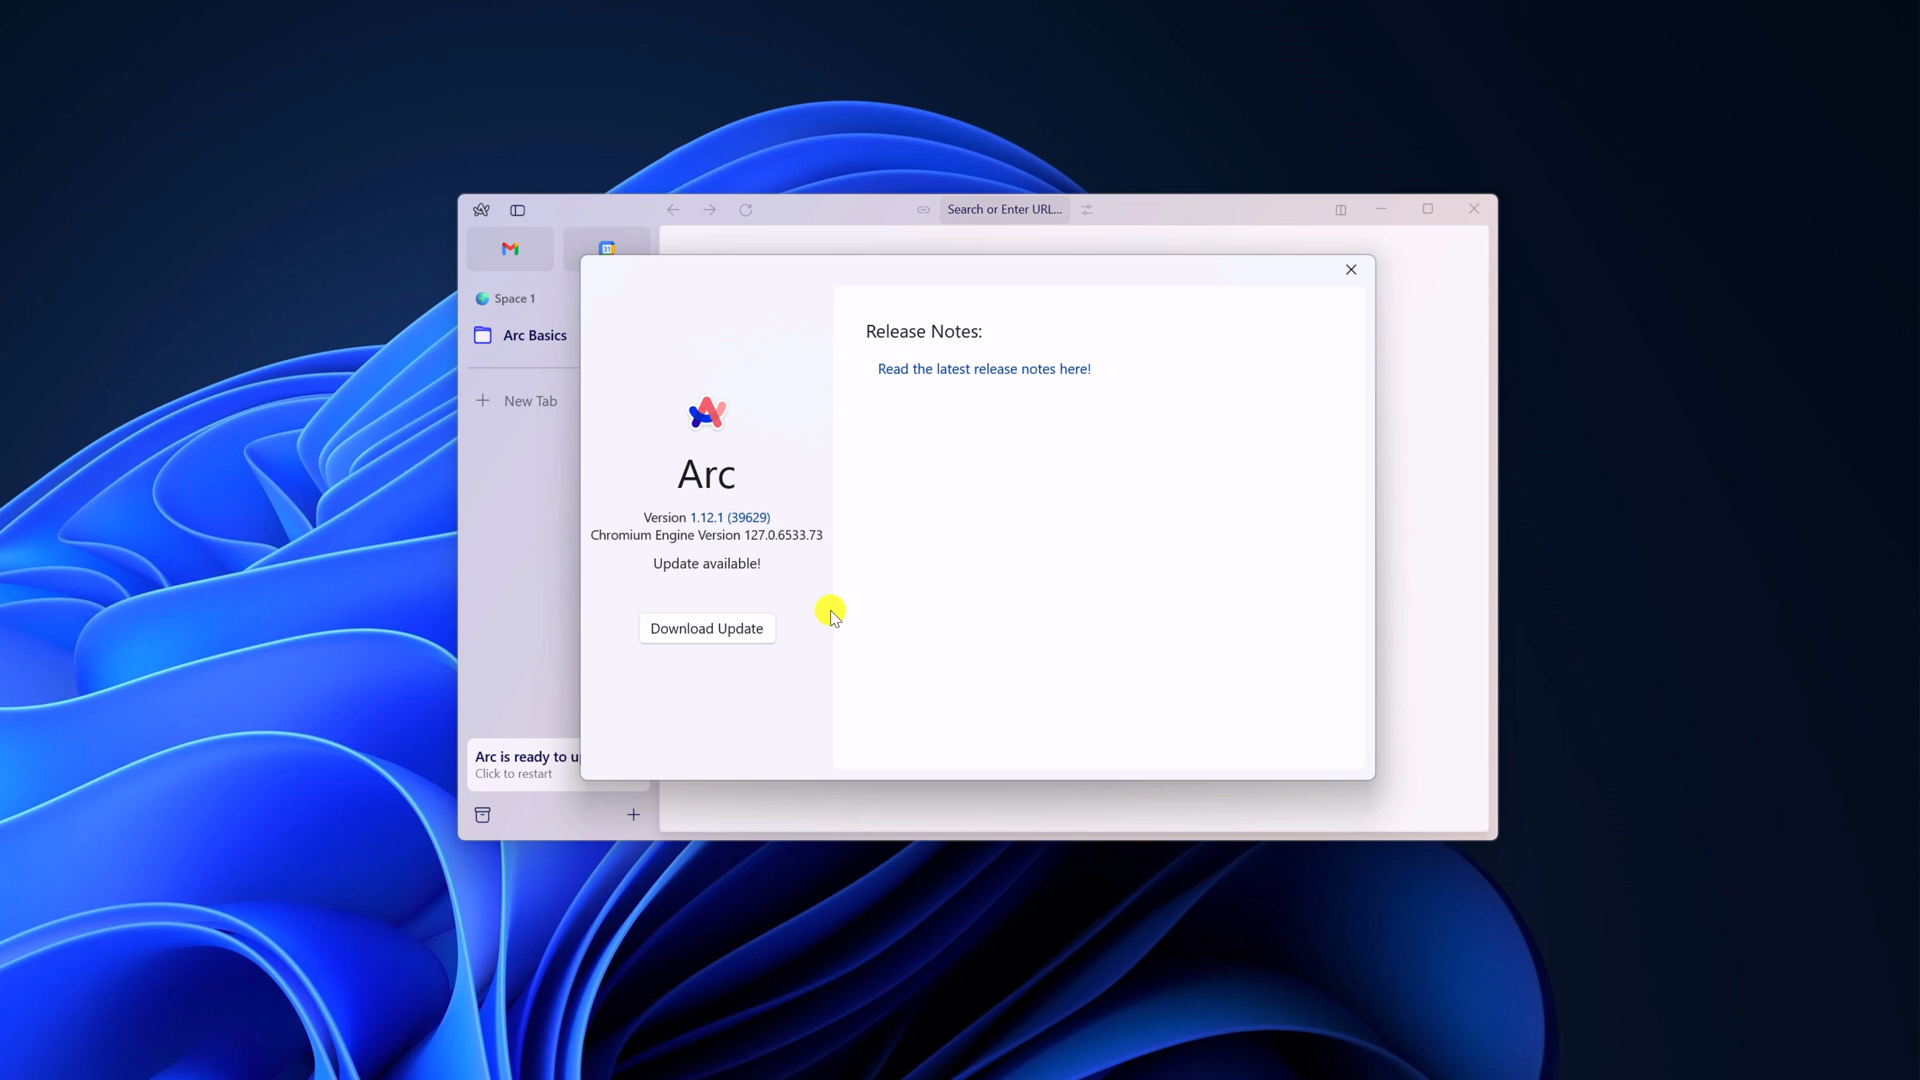 Search or Enter URL...
31
Space 1
Arc Basics
New Tab
Arc is ready to
Click to restart
Release Notes:
Read the latest release notes here!
Arc
Version 1.12.1 (39629)
Chromium Engine Version 127.0.6533.73
Update available!
Download Update